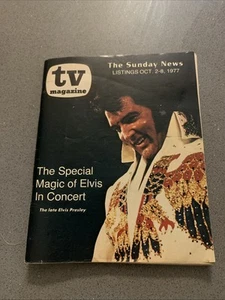 tv
magazine
The Sunday News
LISTINGS OCT. 2-8, 1977
The Special
Magic of Elvis
In Concert
The late Elvis Presley